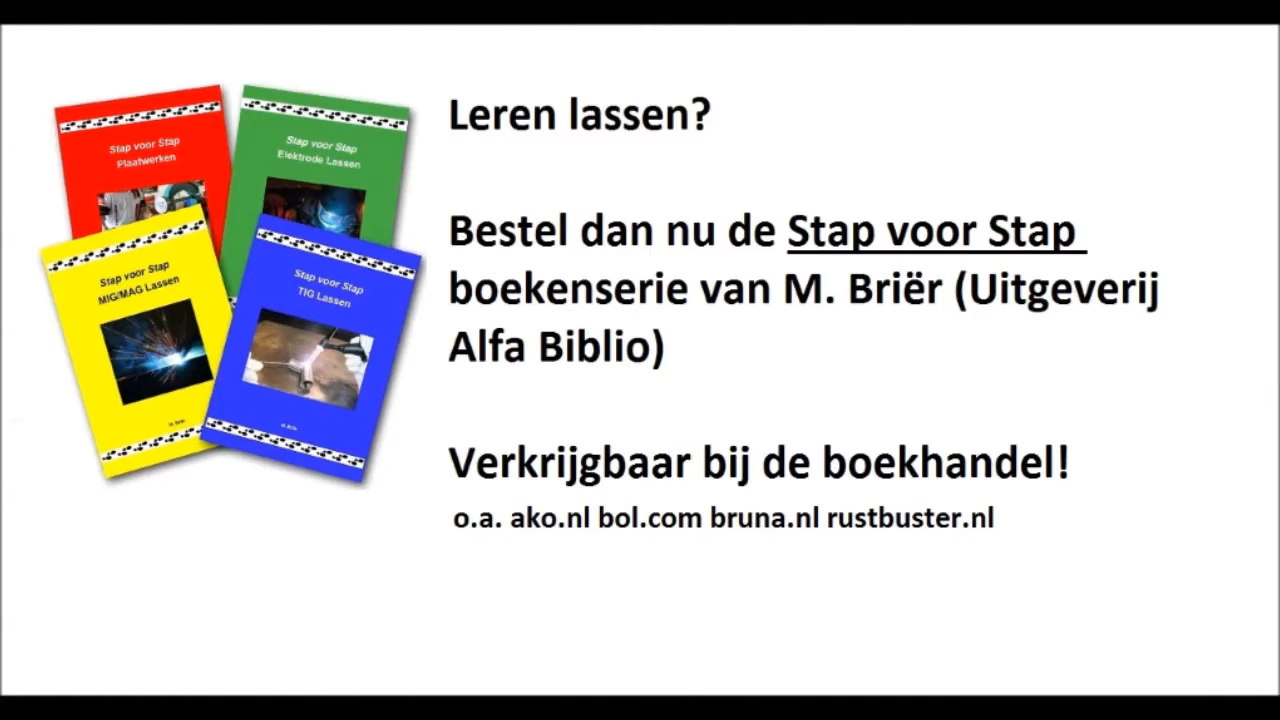 Stap voor Stap
Plaatwerken
Stap voor Stap
Elektrode Lassen
Stap voor Stap
MIG/MAG Lassen
Stap voor Stap
TIG Lassen
Leren lassen?
Bestel dan nu de Stap voor Stap
boekenserie van M. Briër (Uitgeverij
Alfa Biblio)
Verkrijgbaar bij de boekhandel!
o.a. ako.nl bol.com bruna.nl rustbuster.nl